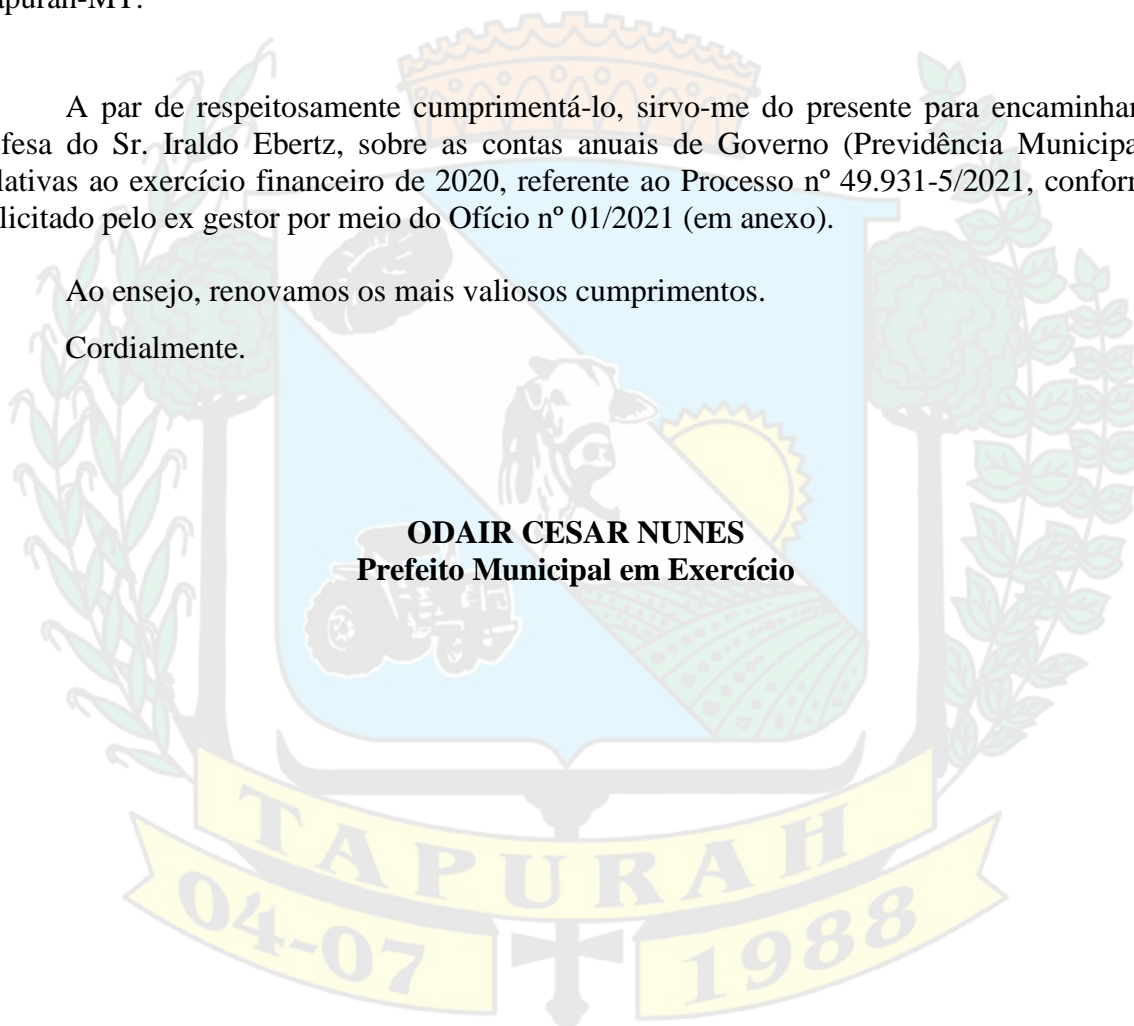 apurah-MT.
A par de respeitosamente cumprimentá-lo, sirvo-me do presente para encaminhar
fesa do Sr. Iraldo Ebertz, sobre as contas anuais de Governo (Previdência Municipa
lativas ao exercício financeiro de 2020, referente ao Processo nº 49.931-5/2021, conform
licitado pelo ex gestor por meio do Ofício nº 01/2021 (em anexo).
Ao ensejo, renovamos os mais valiosos cumprimentos.
Cordialmente.
ODAIR CESAR NUNES
Prefeito Municipal em Exercício
TAPURAH
04-07 1988